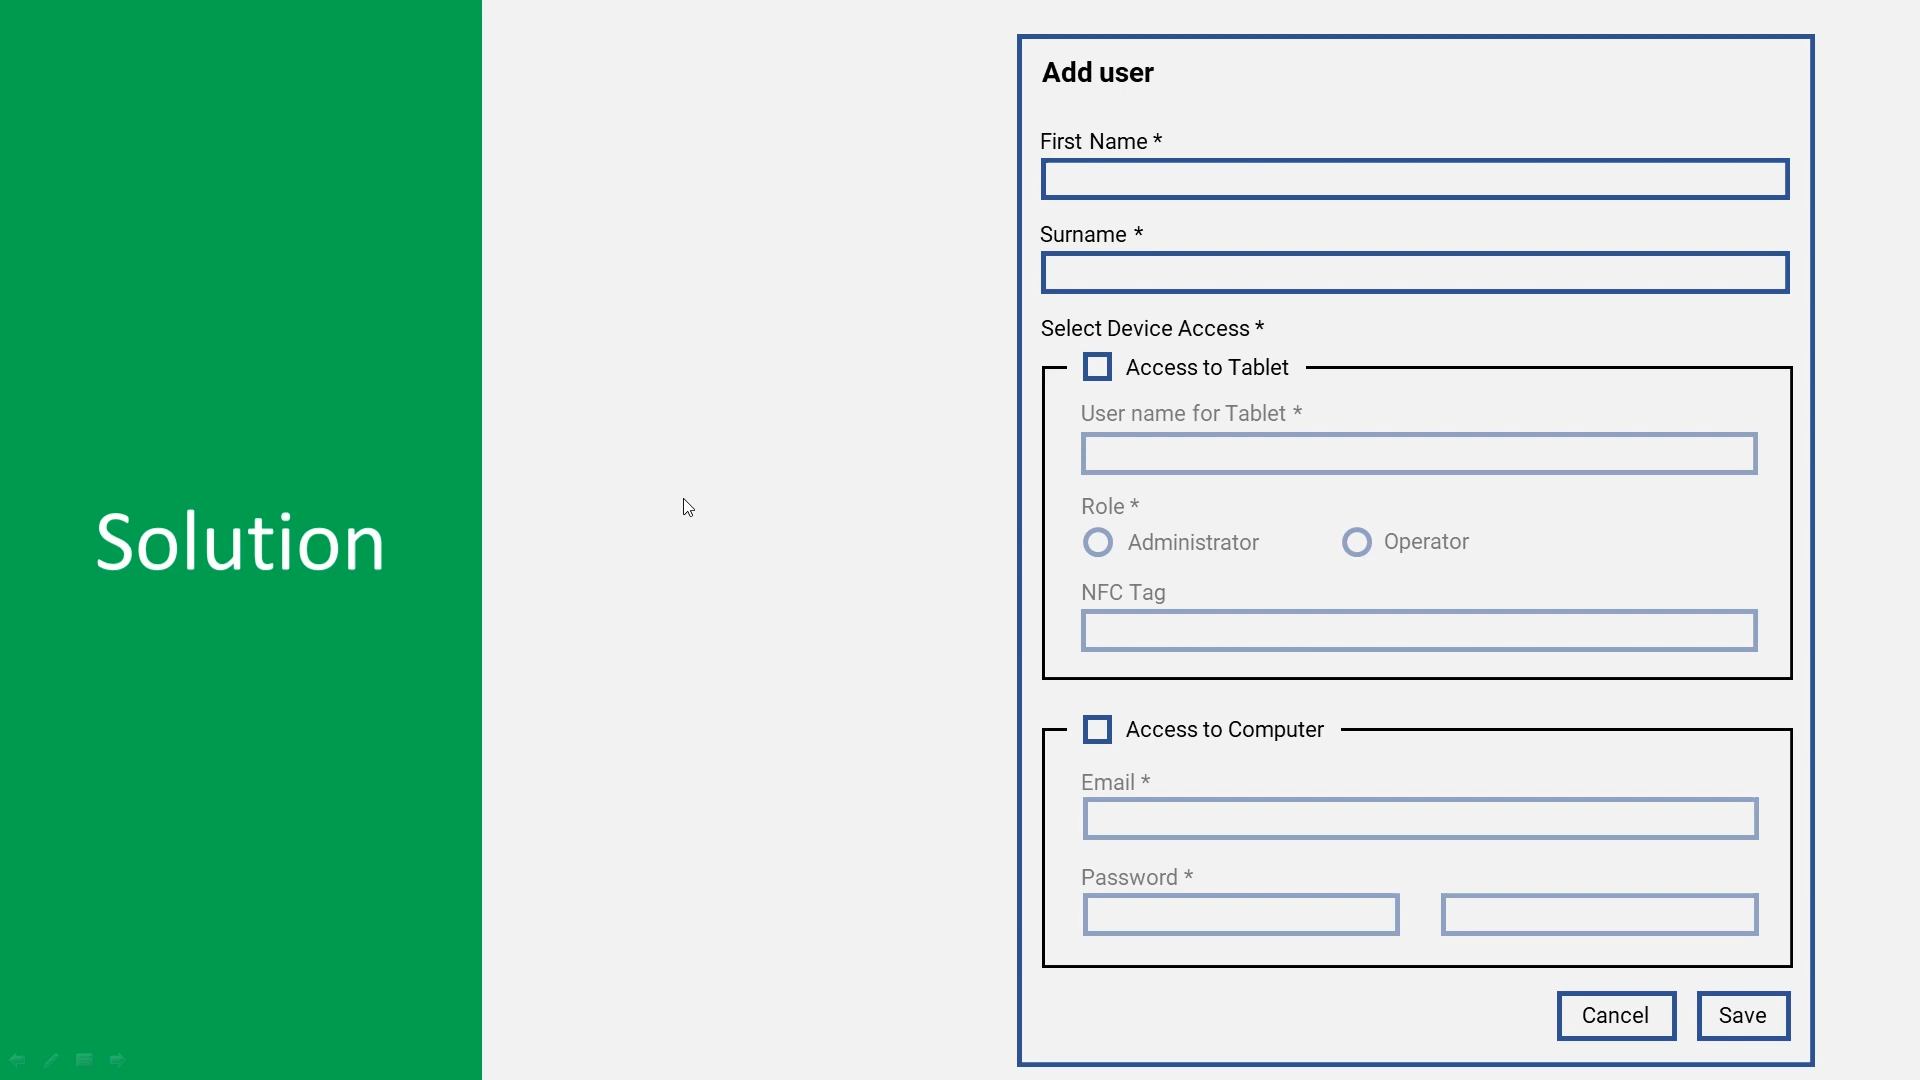 Solution
Add user
First Name *
Surname *
Select Device Access *
Access to Tablet
User name for Tablet *
Role *
Administrator Operator
NFC Tag
Access to Computer
Email *
Password *
Cancel Save